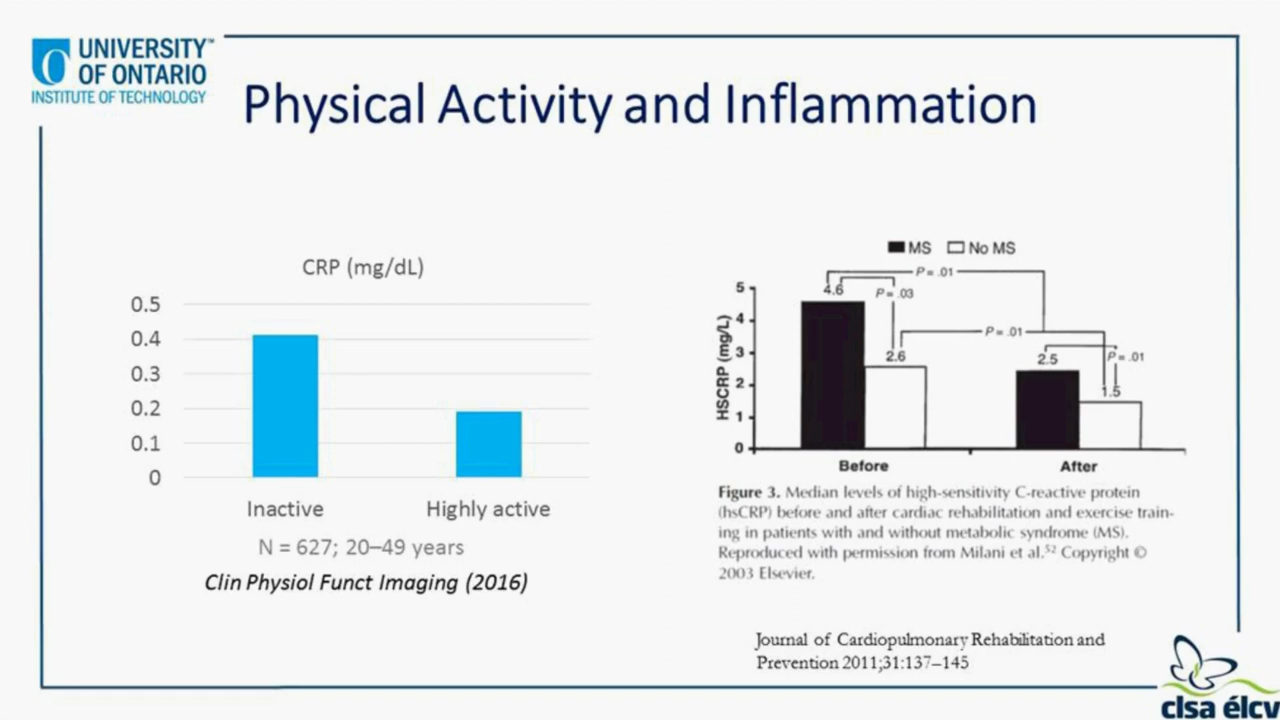 UNIVERSITY™
OF ONTARIO
INSTITUTE OF TECHNOLOGY
Physical Activity and Inflammation
CRP (mg/dL)
0.5
0.4
0.3
0.2
0.1
0
Inactive Highly active
N = 627; 20–49 years
Clin Physiol Funct Imaging (2016)
MS No MS
P = .01
4.6
P = .03
P = .01
2.6
2.5
P = .01
1.5
HSCRP (mg/L)
5
4
3
2
1
0
Before After
Figure 3. Median levels of high-sensitivity C-reactive protein
(hsCRP) before and after cardiac rehabilitation and exercise train-
ing in patients with and without metabolic syndrome (MS).
Reproduced with permission from Milani et al.52 Copyright ©
2003 Elsevier.
Journal of Cardiopulmonary Rehabilitation and
Prevention 2011;31:137–145
clsa élcv